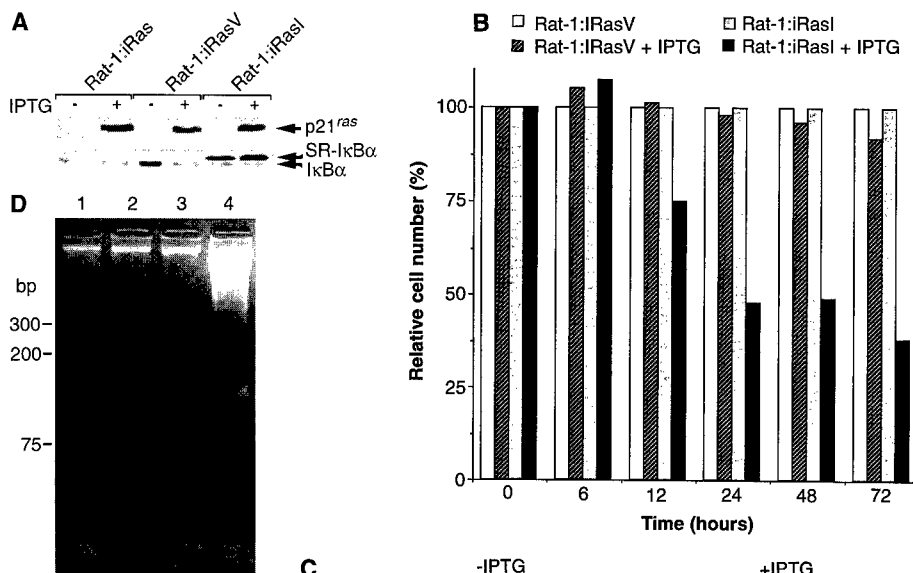 A
Rat-1:iRas
Rat-1:iRasV
Rat-1:iRasI
IPTG - + - + - +
p21ras
SR-IκBα
IκBα
B
Rat-1:IRasV
Rat-1:iRasI
Rat-1:IRasV + IPTG
Rat-1:iRasI + IPTG
Relative cell number (%)
100
75
50
25
0
0 6 12 24 48 72
Time (hours)
D
1 2 3 4
bp
300
200
75
C
-IPTG
+IPTG